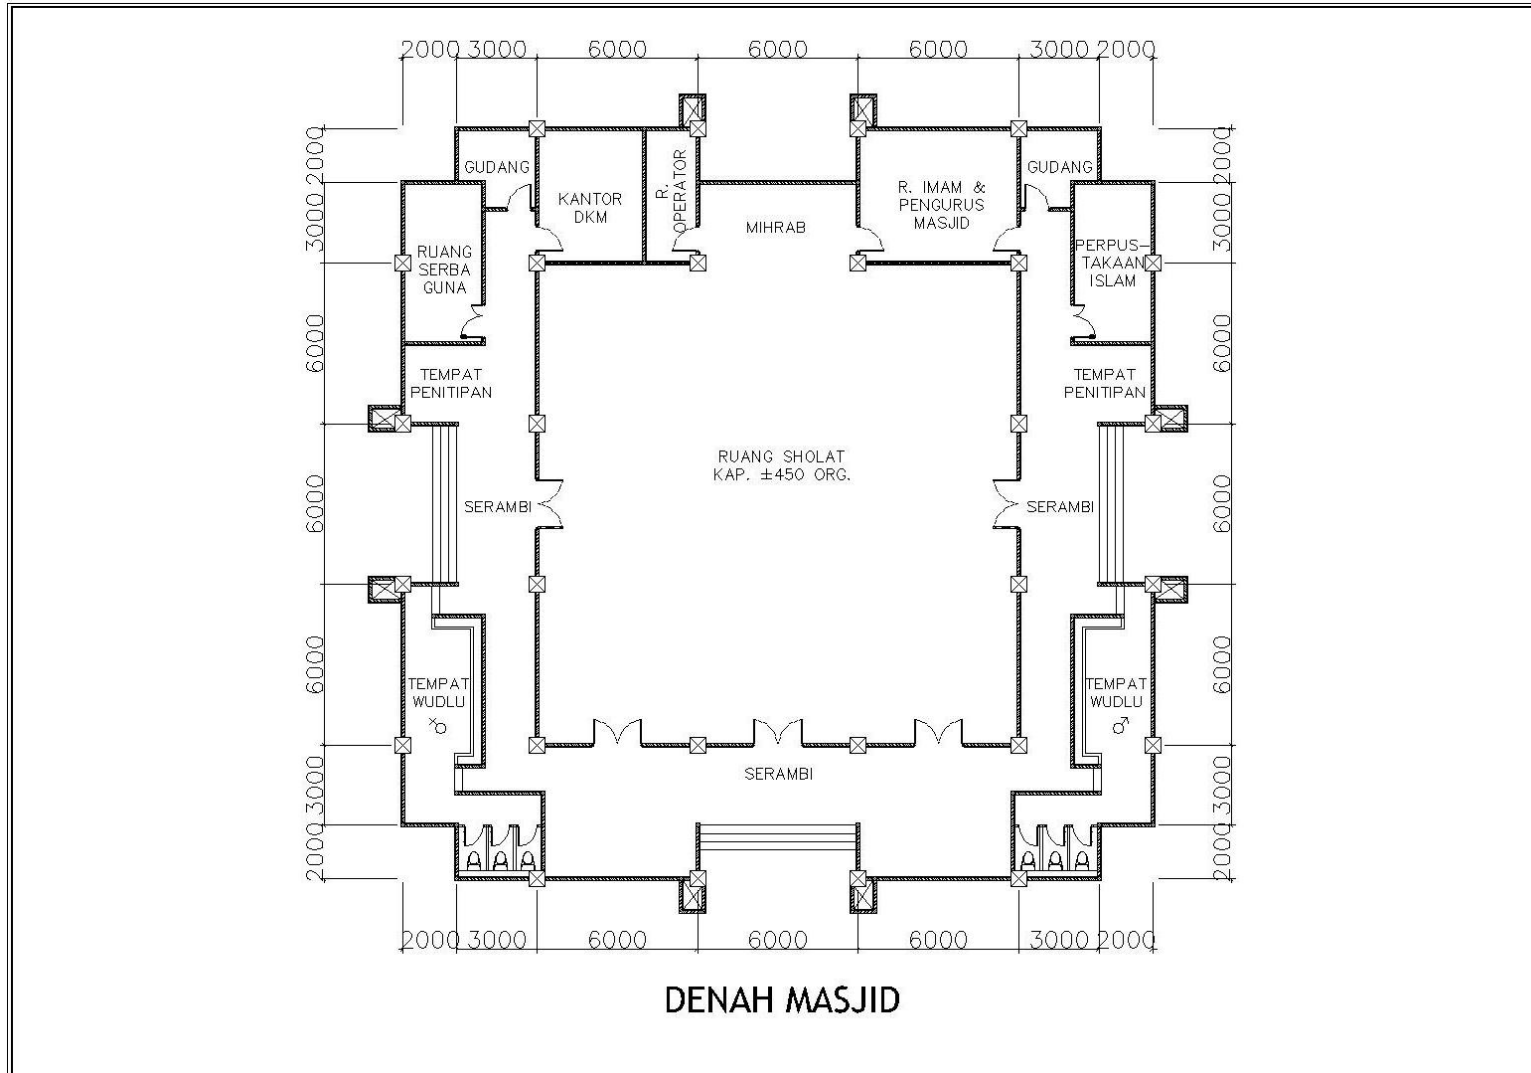 2000 3000 6000 6000 6000 3000 2000
2000
3000
6000
6000
6000
3000
2000
GUDANG
KANTOR
DKM
R.
OPERATOR
MIHRAB
R. IMAM &
PENGURUS
MASJID
GUDANG
RUANG
SERBA
GUNA
PERPUS-
TAKAAN
ISLAM
TEMPAT
PENITIPAN
TEMPAT
PENITIPAN
RUANG SHOLAT
KAP. ±450 ORG.
SERAMBI
SERAMBI
TEMPAT
WUDLU
TEMPAT
WUDLU
♂
SERAMBI
2000
3000
6000
6000
6000
3000
2000
2000 3000 6000 6000 6000 3000 2000
DENAH MASJID